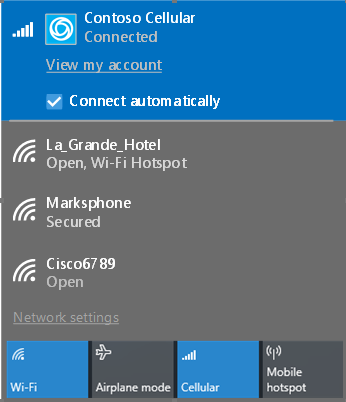 Contoso Cellular
Connected
View my account
Connect automatically
La_Grande_Hotel
Open, Wi-Fi Hotspot
Marksphone
Secured
Cisco6789
Open
Network settings
Wi-Fi
Airplane mode
Cellular
Mobile
hotspot